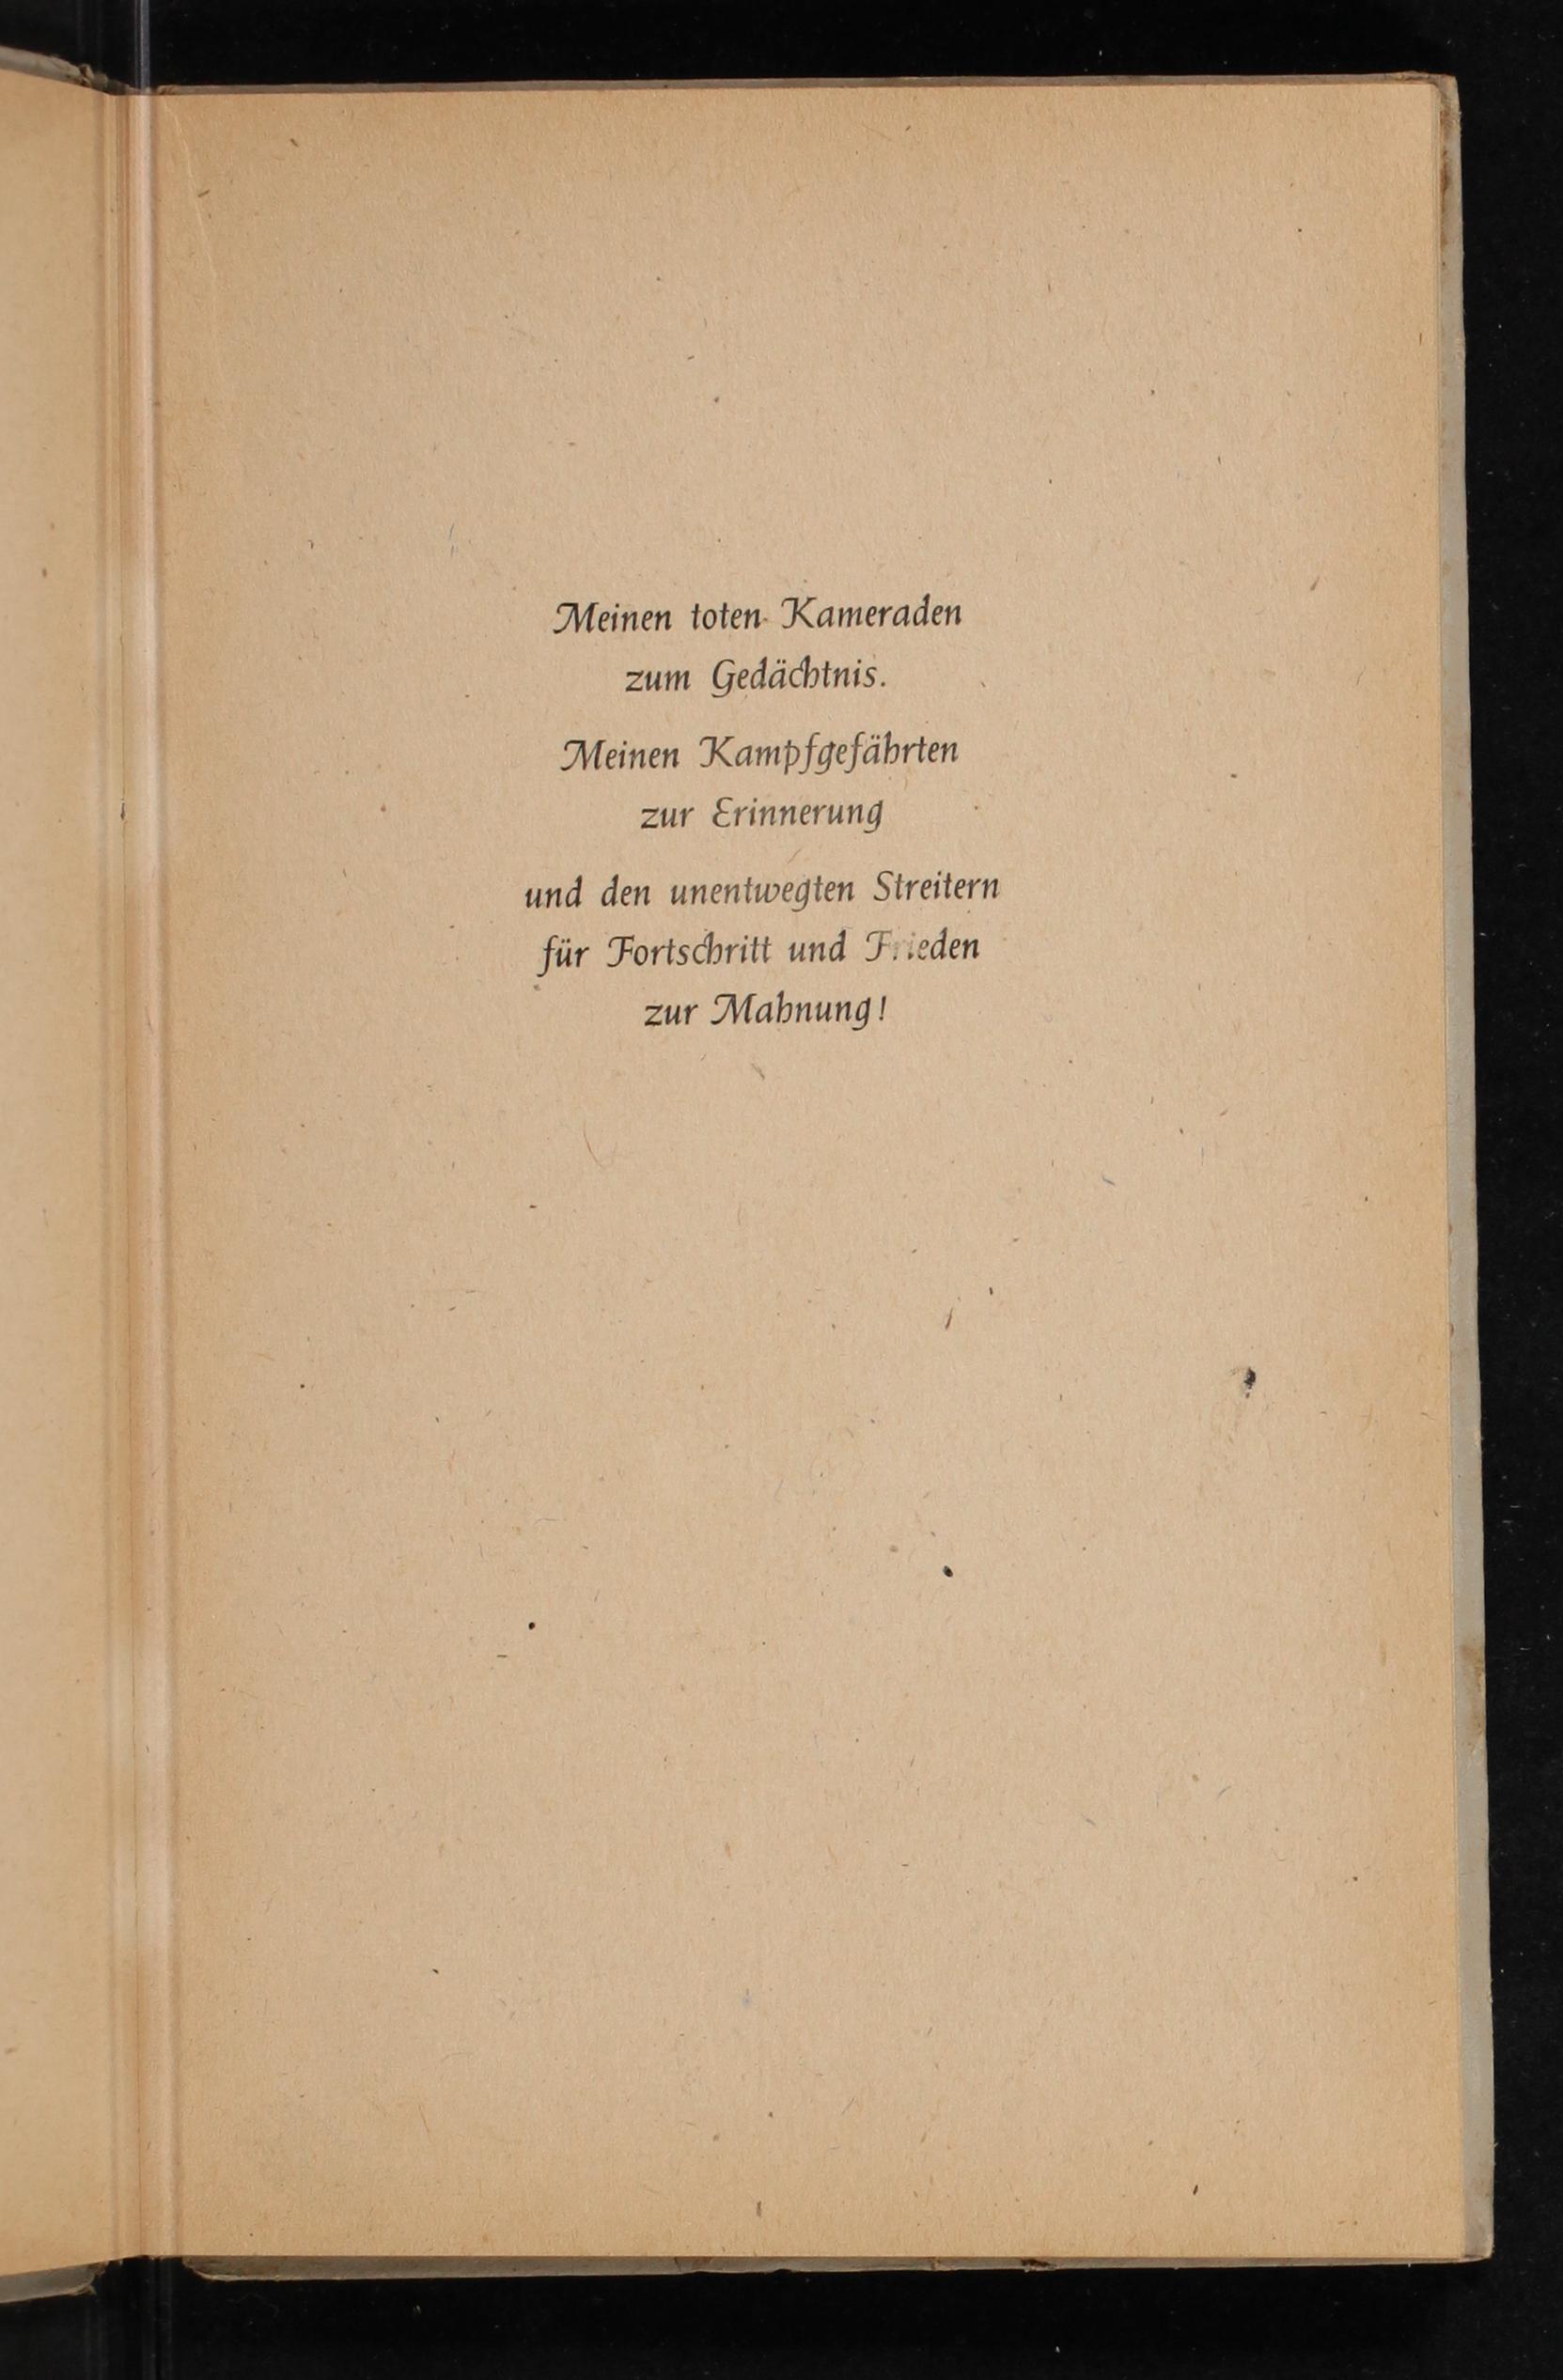 Meinen toten Kameraden
zum Gedächtnis.
Meinen Kampfgefährten
zur Erinnerung
und den unentwegten Streitern
für Fortschritt und Frieden
zur Mahnung!